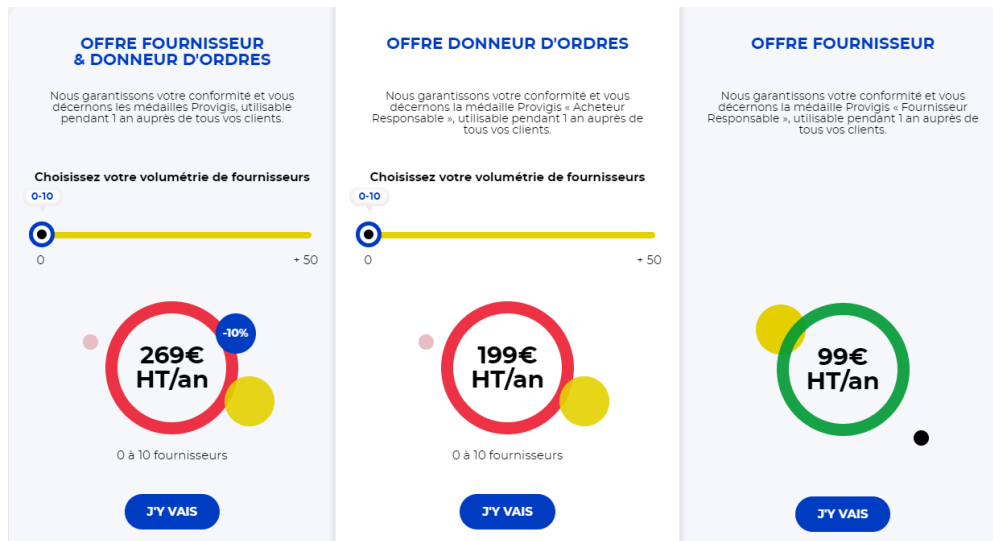 OFFRE FOURNISSEUR
& DONNEUR D'ORDRES
Nous garantissons votre conformité et vous
décernons les médailles Provigis, utilisable
pendant 1 an auprès de tous vos clients.
Choisissez votre volumétrie de fournisseurs
0-10
0
+ 50
-10%
269€
HT/an
0 à 10 fournisseurs
J'Y VAIS
OFFRE DONNEUR D'ORDRES
Nous garantissons votre conformité et vous
décernons la médaille Provigis « Acheteur
Responsable », utilisable pendant 1 an auprès de
tous vos clients.
Choisissez votre volumétrie de fournisseurs
0-10
0
+ 50
199€
HT/an
0 à 10 fournisseurs
J'Y VAIS
OFFRE FOURNISSEUR
Nous garantissons votre conformité et vous
décernons la médaille Provigis « Fournisseur
Responsable », utilisable pendant 1 an auprès de
tous vos clients.
99€
HT/an
J'Y VAIS